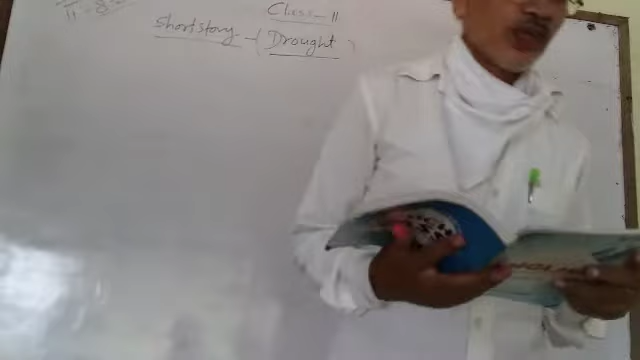 Class - 11
Short story - ( Drought )